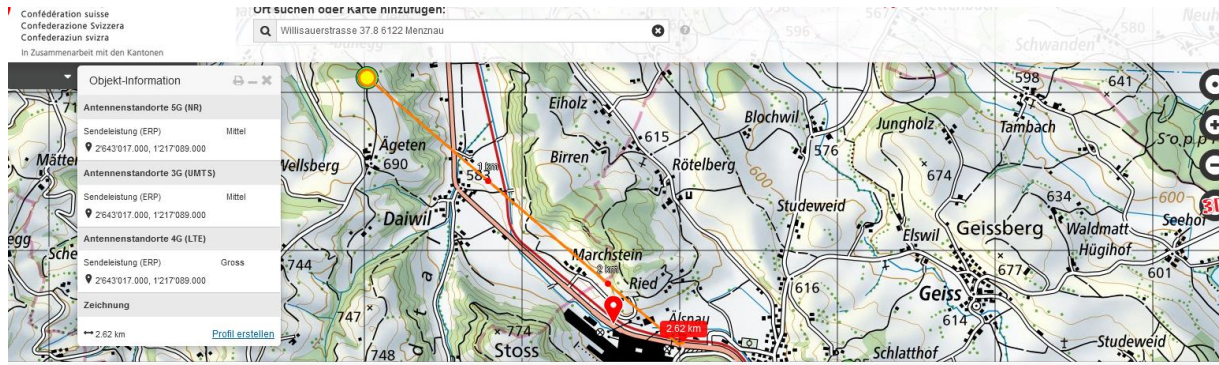 Confédération suisse
Confederazione Svizzera
Confederaziun svizra
In Zusammenarbeit mit den Kantonen
Ort suchen oder Karte hinzufügen:
Willisauerstrasse 37.8 6122 Menznau
Objekt-Information
Antennenstandorte 5G (NR)
Sendeleistung (ERP) Mittel
2'643'017.000, 1'217'089.000
Antennenstandorte 3G (UMTS)
Sendeleistung (ERP) Mittel
2'643'017.000, 1'217'089.000
Antennenstandorte 4G (LTE)
Sendeleistung (ERP) Gross
2'643'017.000, 1'217'089.000
Zeichnung
2.62 km Profil erstellen
567
596
580
Schwanden
598
641
Eiholz
615
Blochwil
576
Jungholz
Tambach
Ägeten
690
Wellsberg
1 km
583
Birren
Rötelberg
674
600
634
600
Daiwil
Studeweid
Elswil
Geissberg
Waldmatt
Hügihof
601
744
Marchstein
2 km
Ried
616
677
Geiss
614
747
774
Alsnau
2.62 km
748
Stoss
Schlatthof
Studeweid
3D